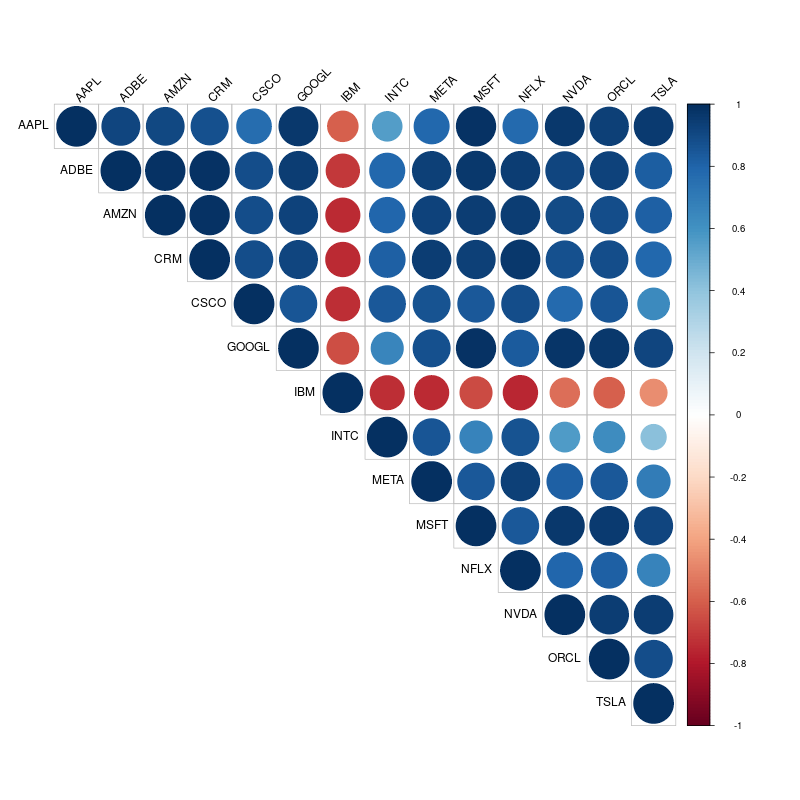 AAPL ADBE AMZN CRM CSCO GOOGL IBM INTC META MSFT NFLX NVDA ORCL TSLA
AAPL
ADBE
AMZN
CRM
CSCO
GOOGL
IBM
INTC
META
MSFT
NFLX
NVDA
ORCL
TSLA
1
0.8
0.6
0.4
0.2
0
-0.2
-0.4
-0.6
-0.8
-1